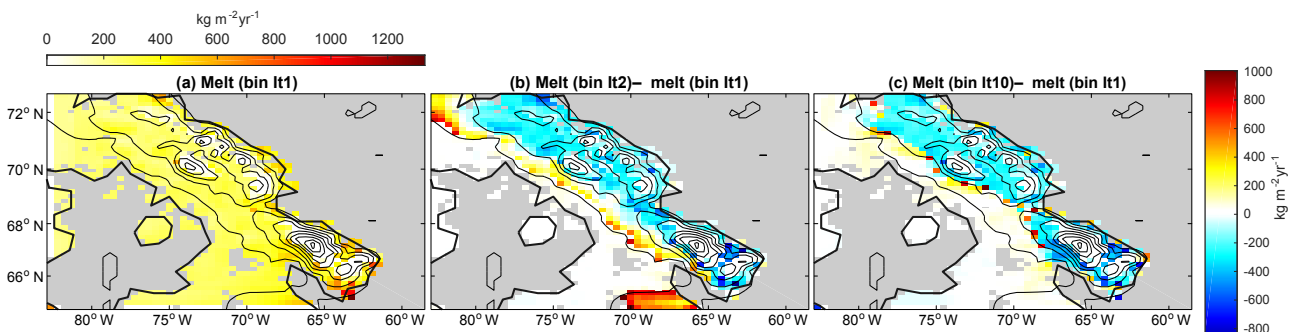 kg m⁻²yr⁻¹
0 200 400 600 800 1000 1200
(a) Melt (bin It1) (b) Melt (bin It2)– melt (bin It1) (c) Melt (bin It10)– melt (bin It1)
72° N
70° N
68° N
66° N
80° W 75° W 70° W 65° W 60° W 80° W 75° W 70° W 65° W 60° W 80° W 75° W 70° W 65° W 60° W
1000
800
600
400
200
0
-200
-400
-600
-800
kg m⁻²yr⁻¹